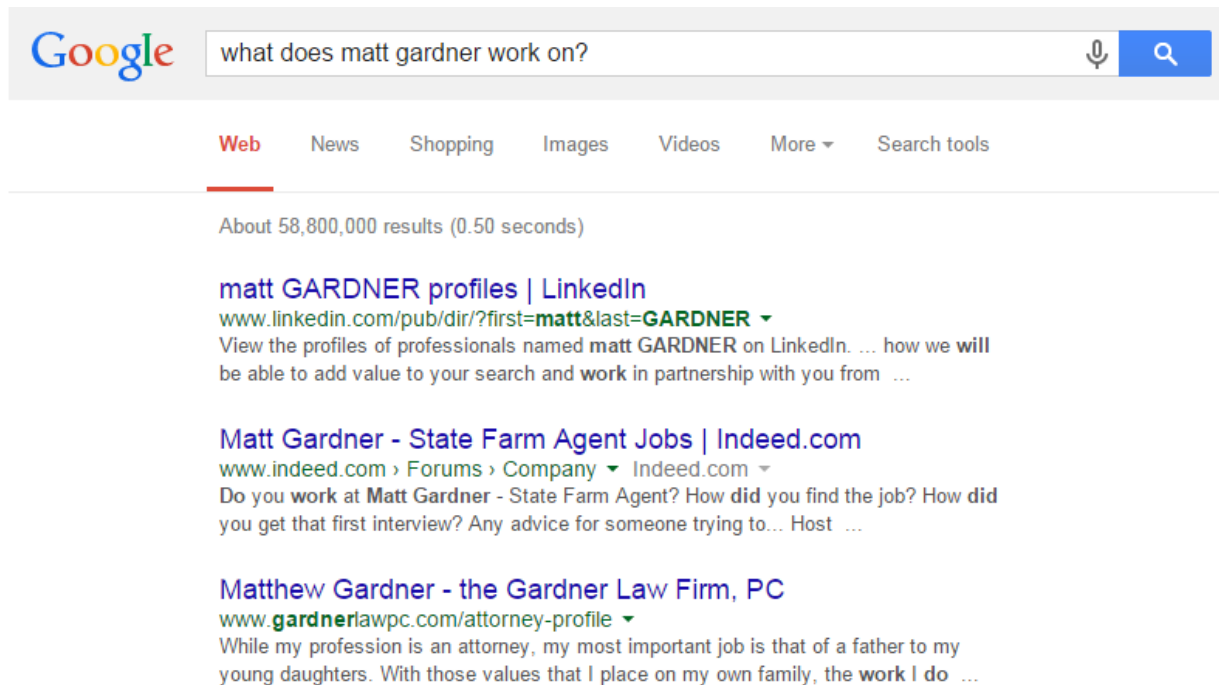 Google what does matt gardner work on?
Web News Shopping Images Videos More Search tools
About 58,800,000 results (0.50 seconds)
matt GARDNER profiles | LinkedIn
www.linkedin.com/pub/dir/?first=matt&last=GARDNER
View the profiles of professionals named matt GARDNER on LinkedIn. ... how we will
be able to add value to your search and work in partnership with you from ...
Matt Gardner - State Farm Agent Jobs | Indeed.com
www.indeed.com › Forums › Company Indeed.com
Do you work at Matt Gardner - State Farm Agent? How did you find the job? How did
you get that first interview? Any advice for someone trying to... Host ...
Matthew Gardner - the Gardner Law Firm, PC
www.gardnerlawpc.com/attorney-profile
While my profession is an attorney, my most important job is that of a father to my
young daughters. With those values that I place on my own family, the work I do ...